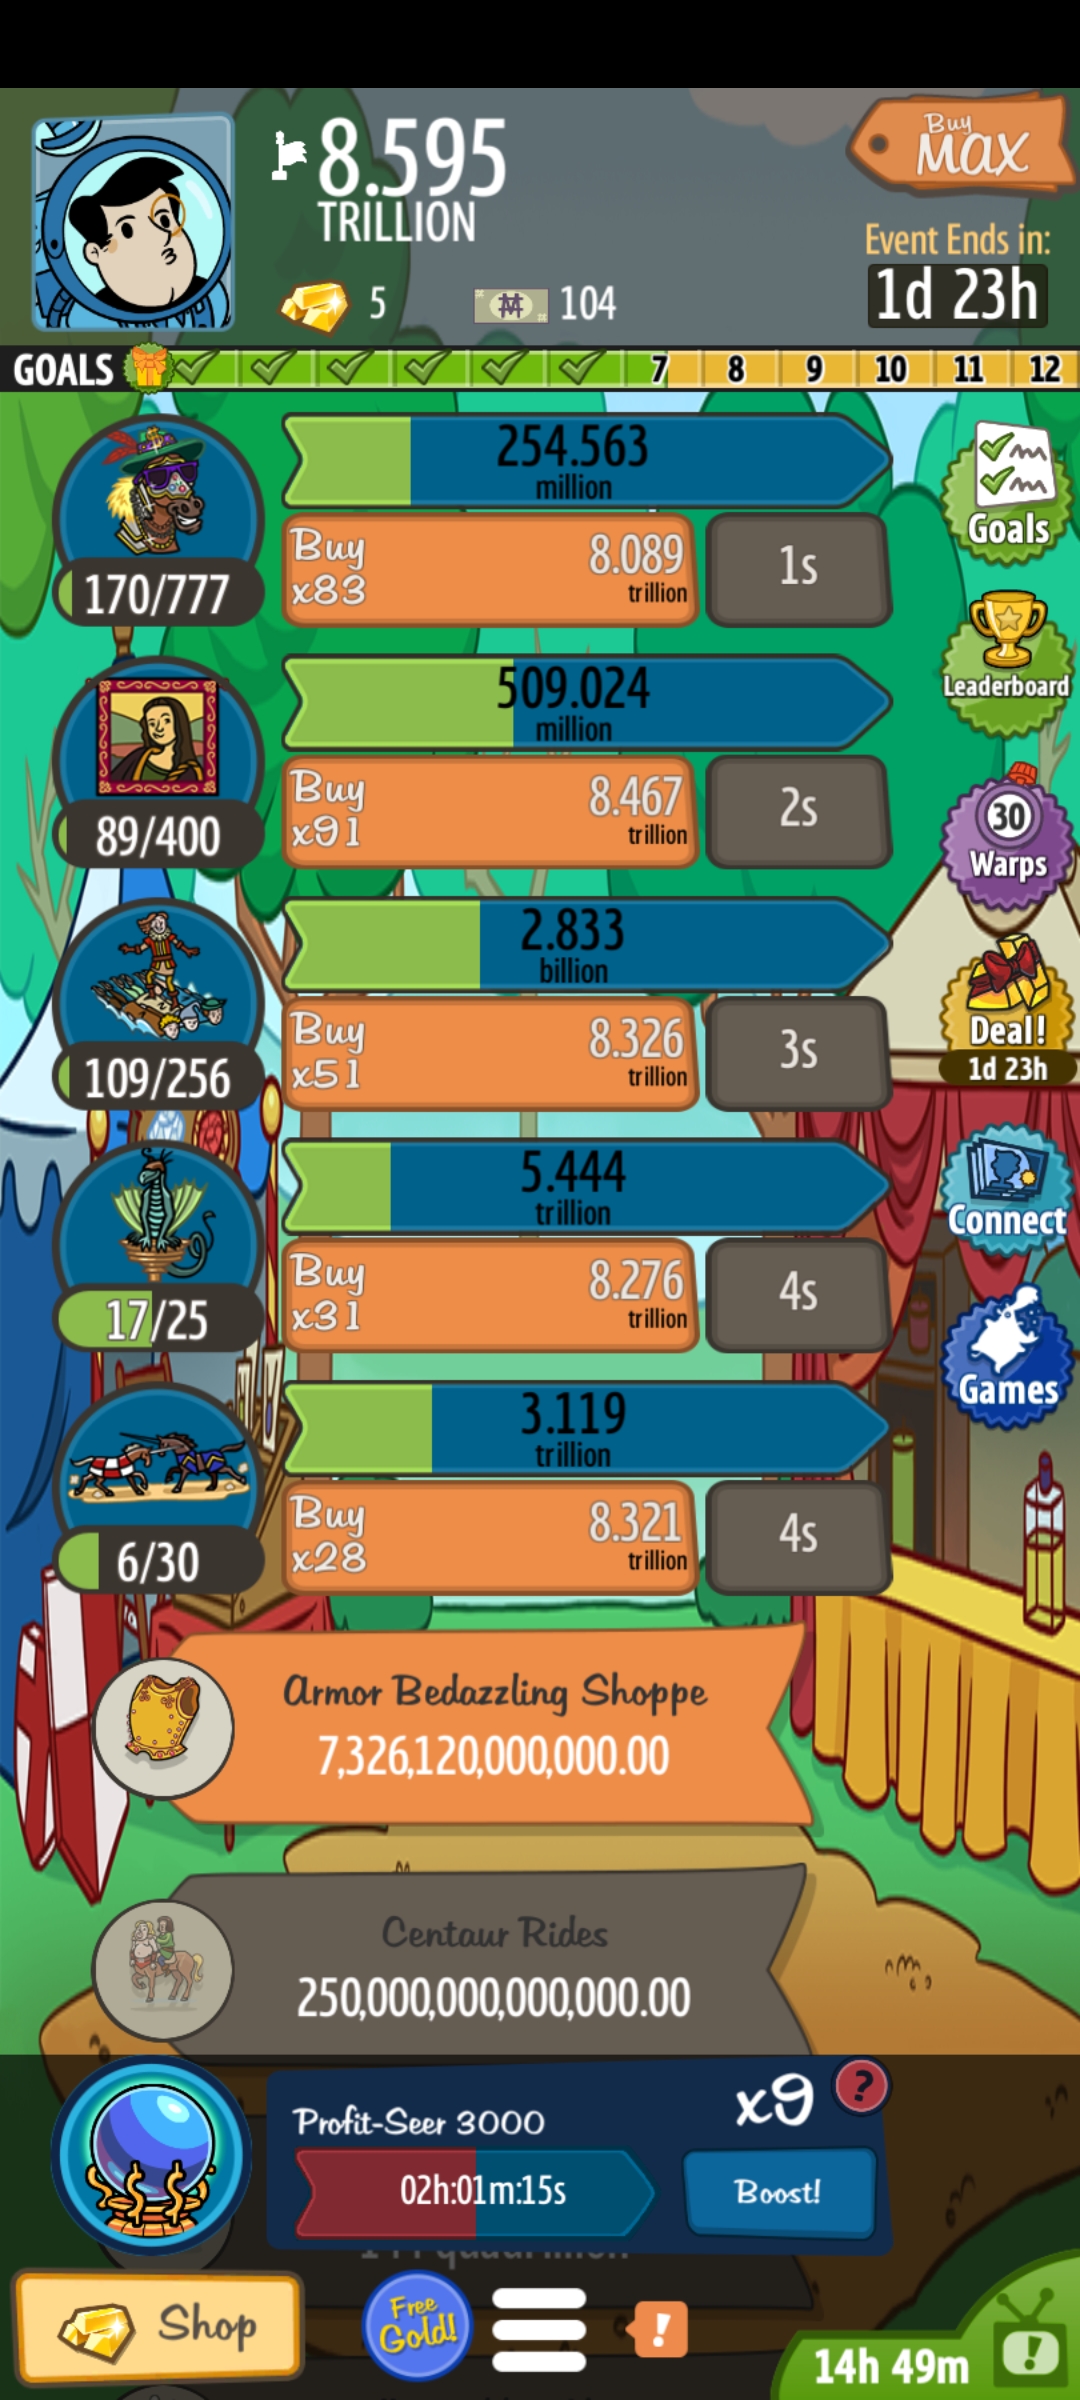 8.595
TRILLION
Buy
MAX
5
104
Event Ends in:
1d 23h
GOALS 7 8 9 10 11 12
254.563
million
Buy
x83
8.089
trillion
1s
170/777
Goals
509.024
million
Buy
x91
8.467
trillion
2s
89/400
Leaderboard
30
Warps
2.833
billion
Buy
x51
8.326
trillion
3s
109/256
Deal!
1d 23h
5.444
trillion
Buy
x31
8.276
trillion
4s
17/25
Connect
3.119
trillion
Buy
x28
8.321
trillion
4s
6/30
Games
Armor Bedazzling Shoppe
7,326,120,000,000.00
Centaur Rides
250,000,000,000,000.00
Profit-Seer 3000
x9
?
02h:01m:15s
Boost!
Shop
Free
Gold!
!
14h 49m
!